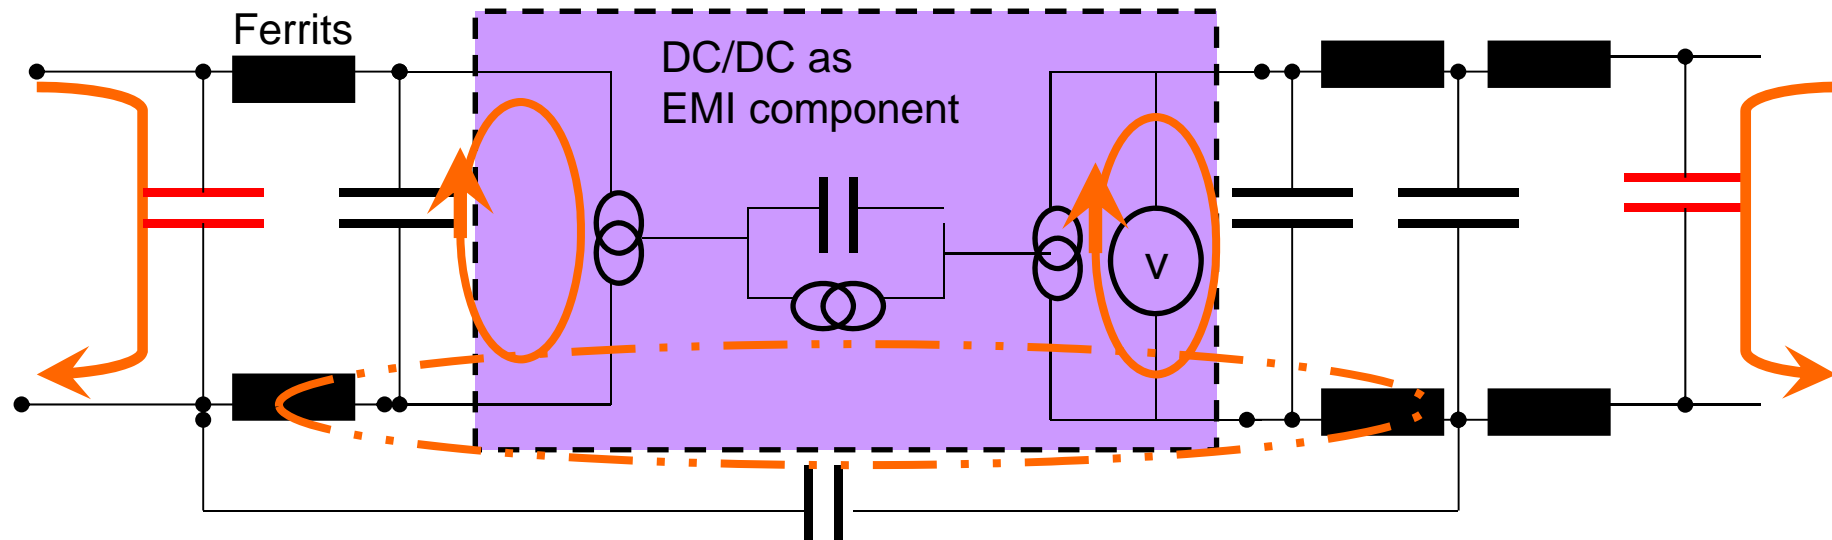 Ferrits
DC/DC as
EMI component
v